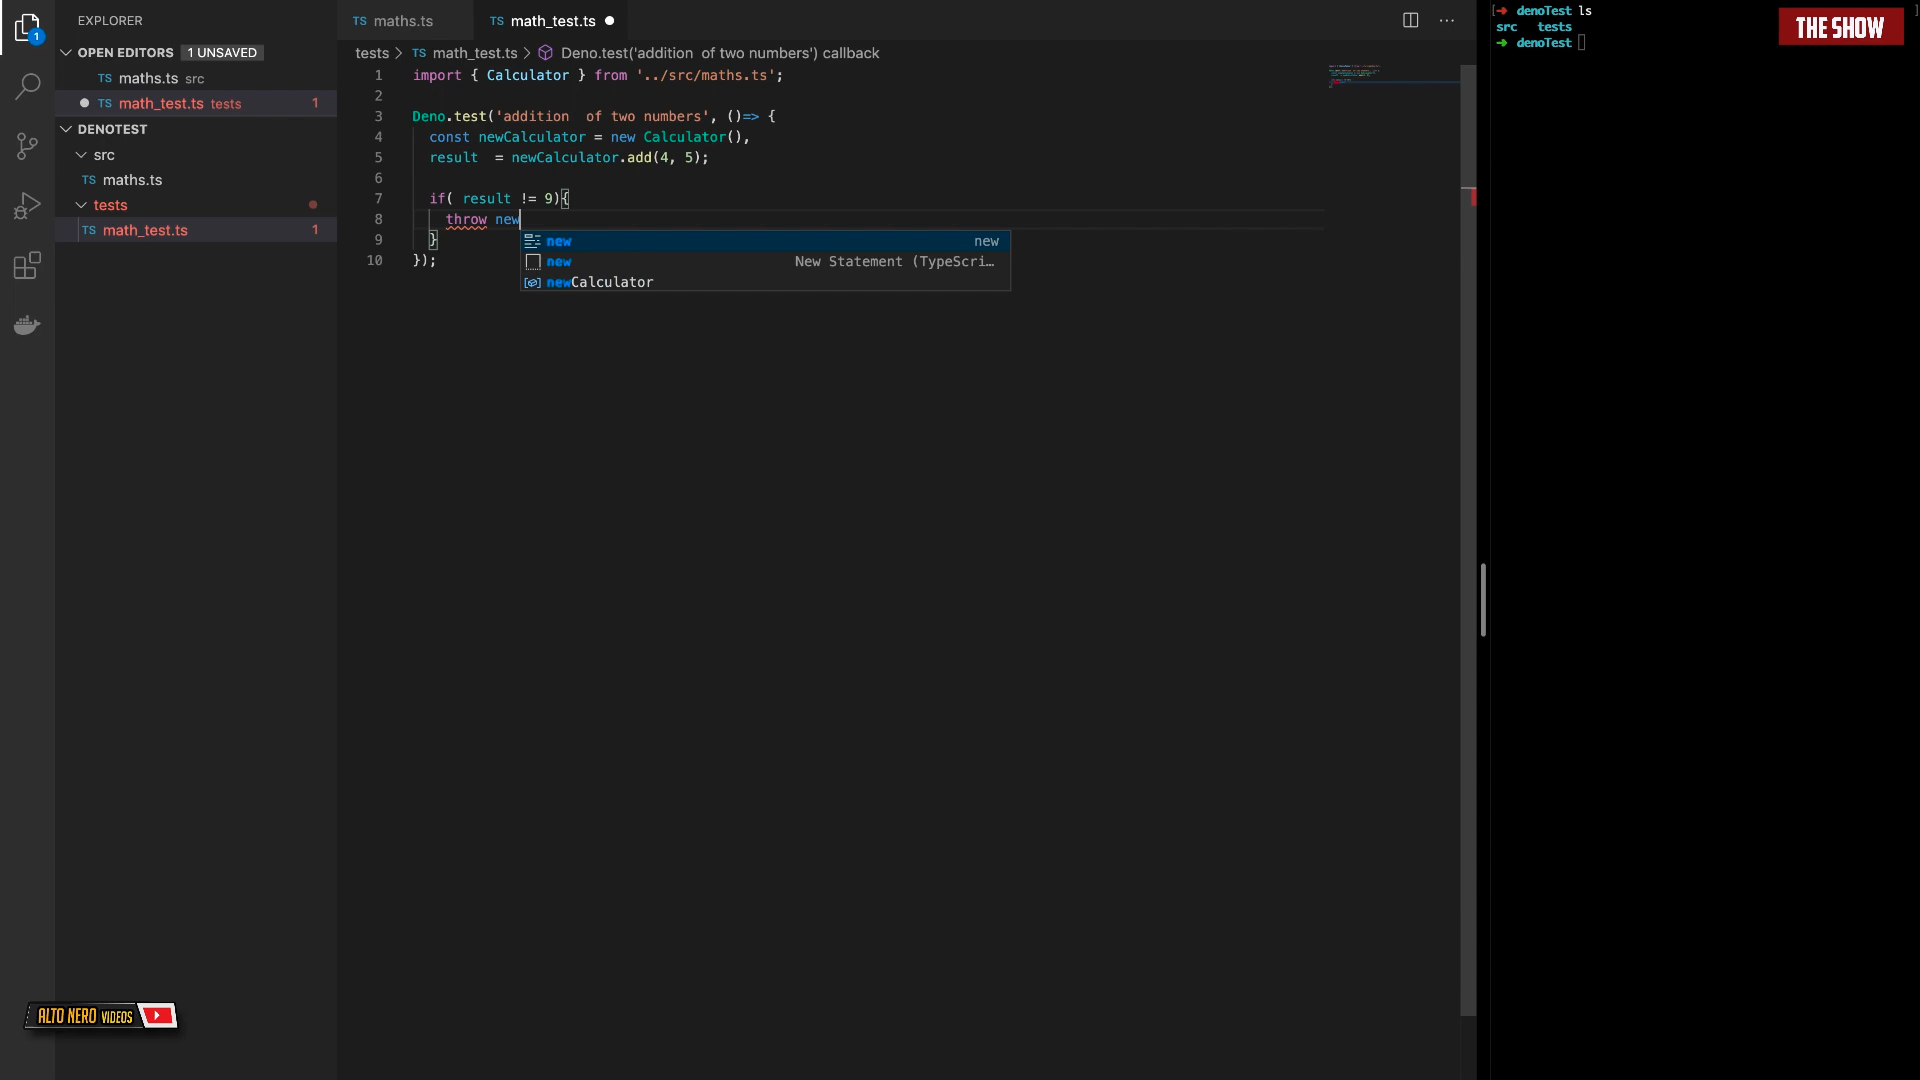 EXPLORER
OPEN EDITORS 1 UNSAVED
TS maths.ts src
TS math_test.ts tests 1
DENOTEST
src
TS maths.ts
tests
TS math_test.ts 1
1
TS maths.ts
TS math_test.ts
tests > TS math_test.ts > Deno.test('addition  of two numbers') callback
1 import { Calculator } from '../src/maths.ts';
2
3 Deno.test('addition  of two numbers', ()=> {
4 const newCalculator = new Calculator(),
5 result  = newCalculator.add(4, 5);
6
7 if( result != 9){
8 throw new
9 }
10 });
new new
new New Statement (TypeScri…
newCalculator
[➜ denoTest ls ]
src tests
➜ denoTest
THE SHOW
ALTO NERO VIDEOS